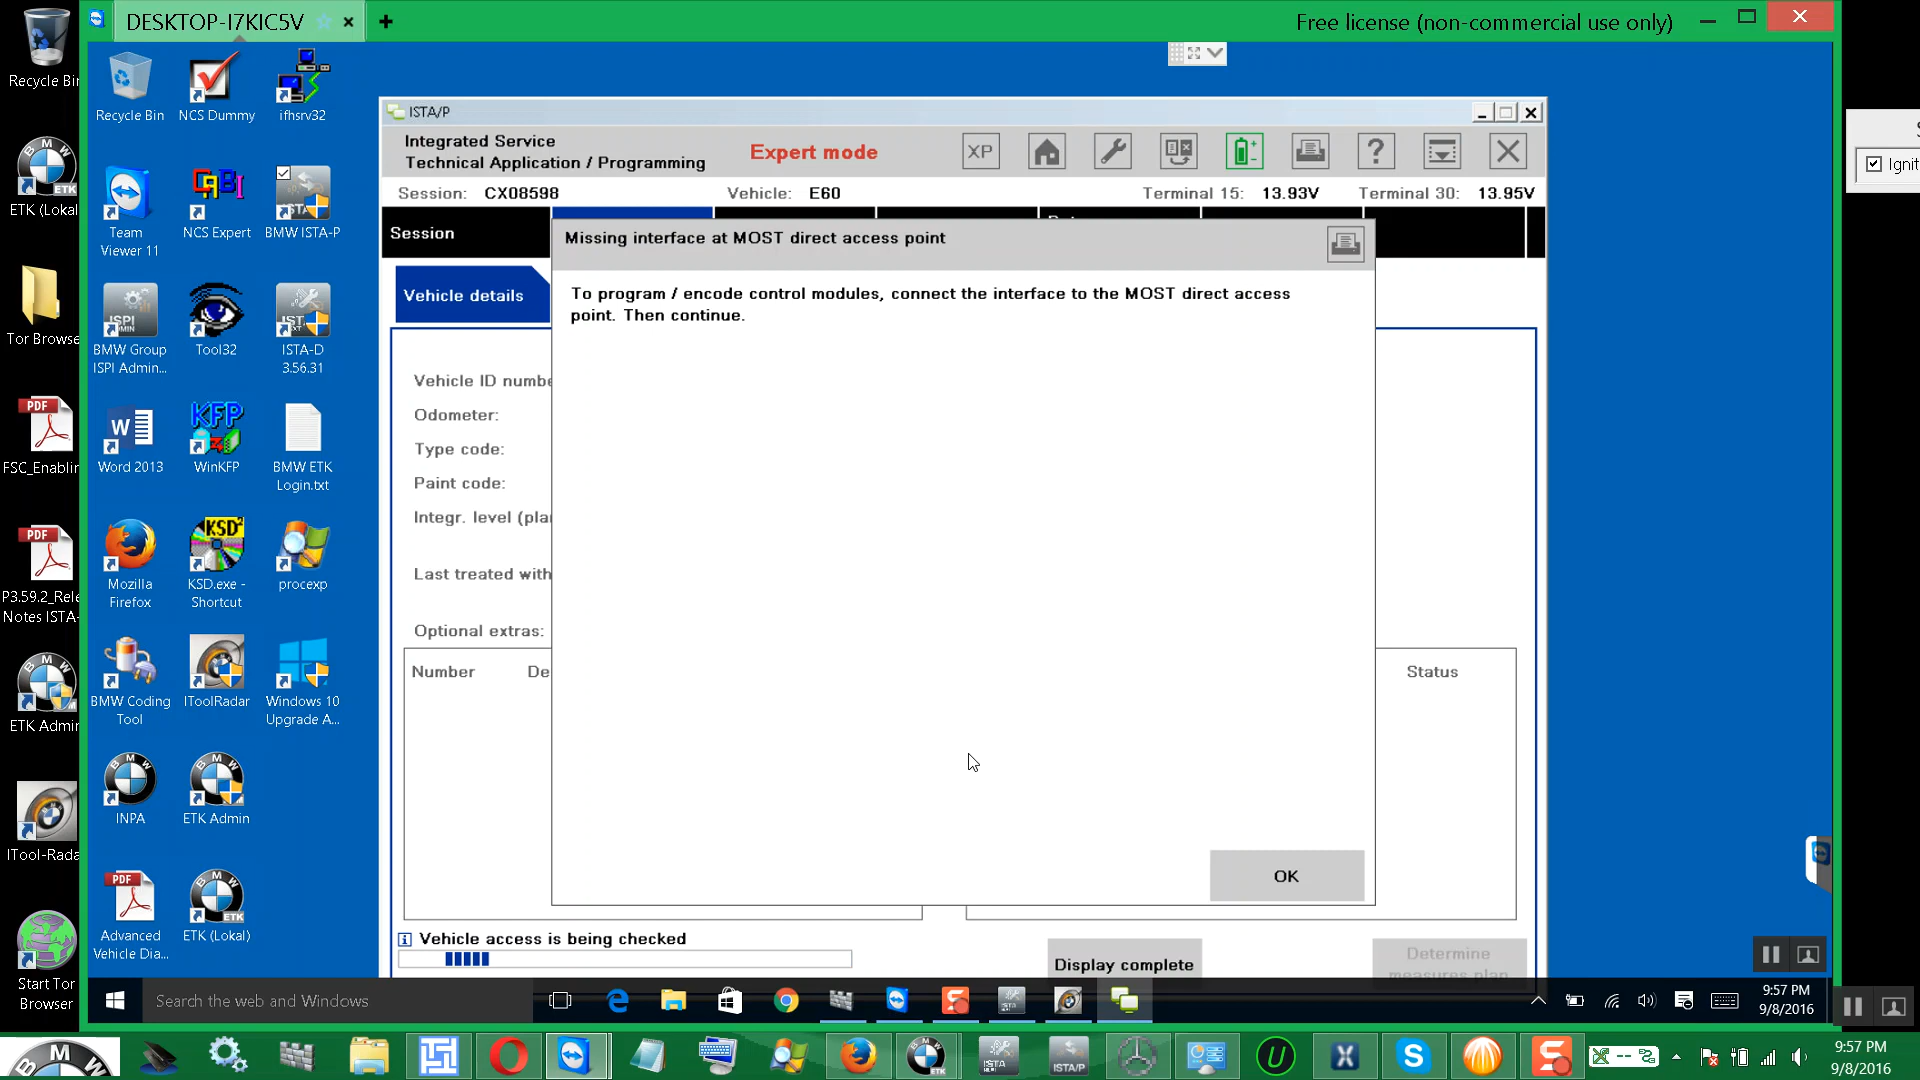 DESKTOP-I7KIC5V
Free license (non-commercial use only)
Recycle Bin
ETK (Lokal
Tor Browse
FSC_Enablin
P3.59.2_Rele
Notes ISTA-
ETK Admin
ITool-Rada
Start Tor
Browser
Recycle Bin
NCS Dummy
ifhsrv32
Team
Viewer 11
NCS Expert
BMW ISTA-P
BMW Group
ISPI Admin...
Tool32
ISTA-D
3.56.31
Word 2013
WinKFP
BMW ETK
Login.txt
Mozilla
Firefox
KSD.exe -
Shortcut
procexp
BMW Coding
Tool
IToolRadar
Windows 10
Upgrade A...
INPA
ETK Admin
Advanced
Vehicle Dia...
ETK (Lokal)
ISTA/P
Integrated Service
Technical Application / Programming
Expert mode
XP
Session: CX08598
Vehicle: E60
Terminal 15: 13.93V
Terminal 30: 13.95V
Session
Vehicle details
Missing interface at MOST direct access point
To program / encode control modules, connect the interface to the MOST direct access
point. Then continue.
Odometer:
Type code:
Paint code:
Last treated with
Optional extras:
Number
De
Status
OK
Vehicle access is being checked
Display complete
Determine
measures plan
Ignit
Search the web and Windows
9:57 PM
9/8/2016
9:57 PM
9/8/2016